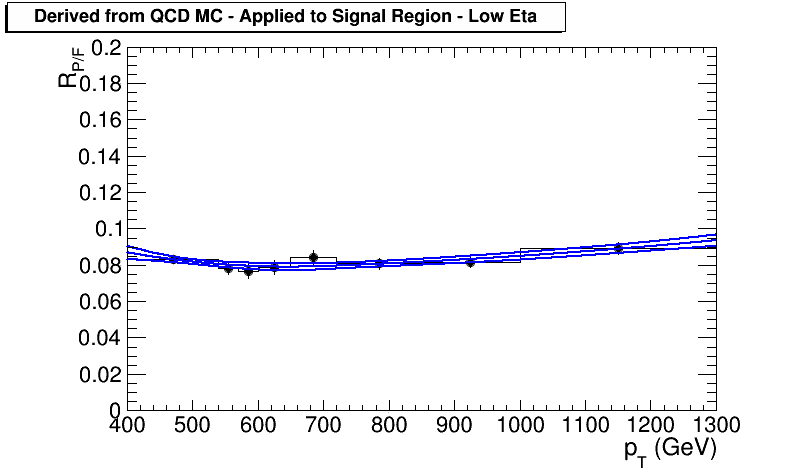 Derived from QCD MC - Applied to Signal Region - Low Eta
R_P/F
0.2
0.18
0.16
0.14
0.12
0.1
0.08
0.06
0.04
0.02
0
400 500 600 700 800 900 1000 1100 1200 1300
p_T (GeV)